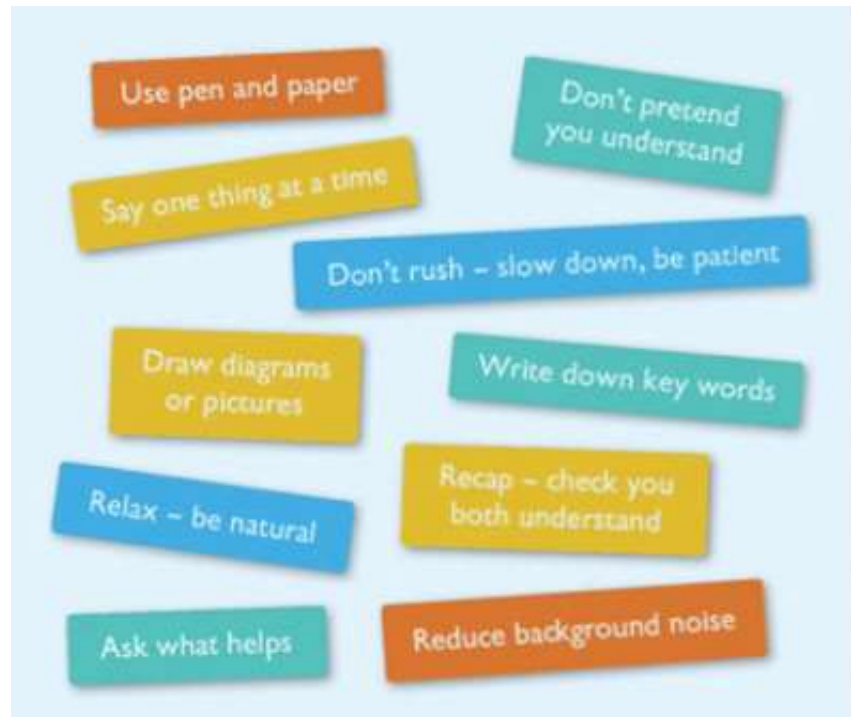 Use pen and paper
Don't pretend
you understand
Say one thing at a time
Don't rush – slow down, be patient
Draw diagrams
or pictures
Write down key words
Recap – check you
both understand
Relax – be natural
Ask what helps
Reduce background noise